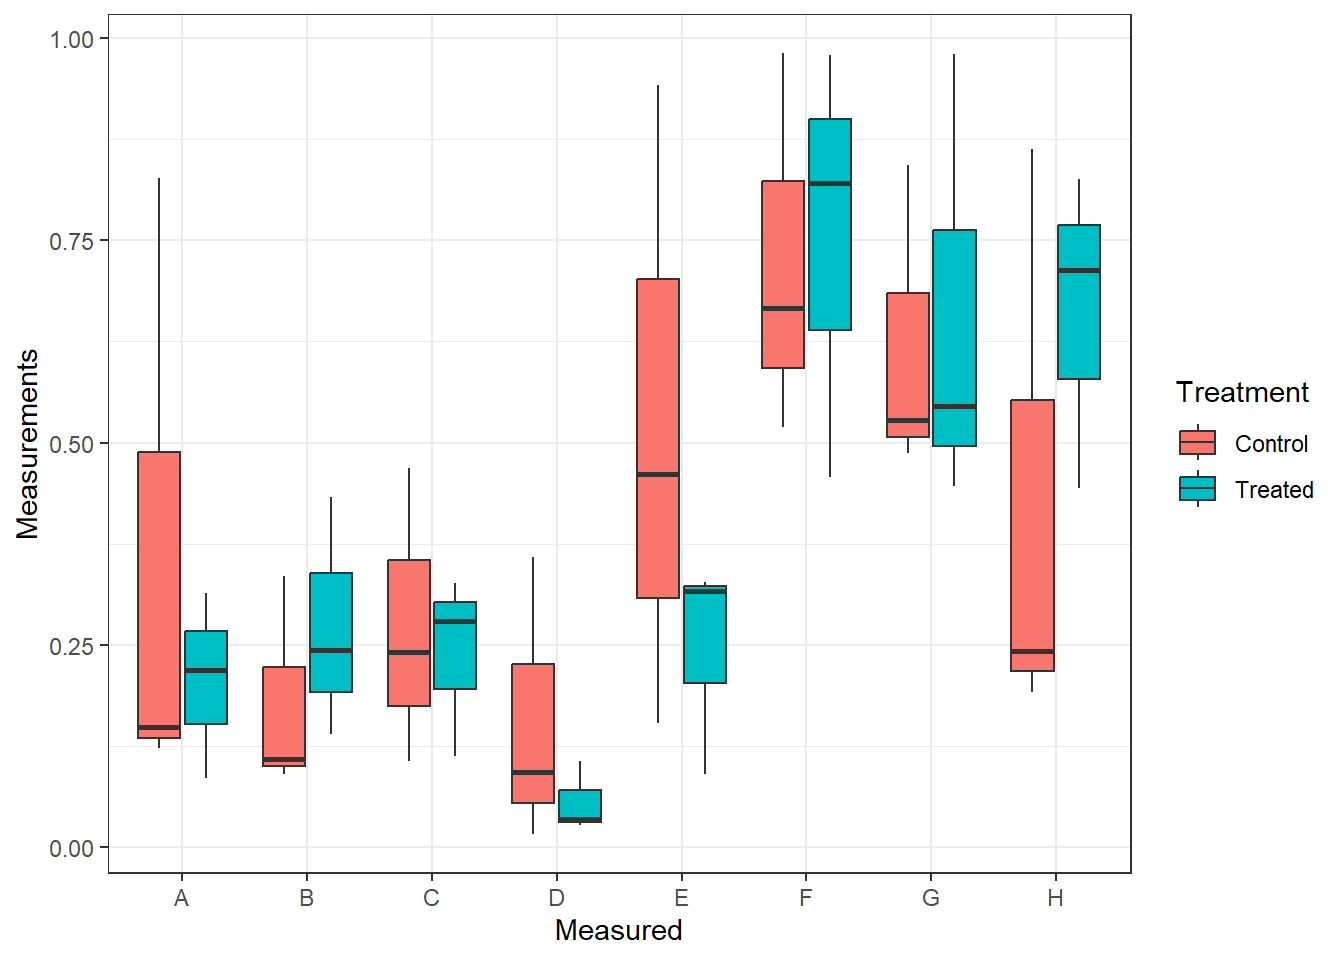 1.00
0.75
0.50
0.25
0.00
Measurements
A B C D E F G H
Measured
Treatment
Control
Treated